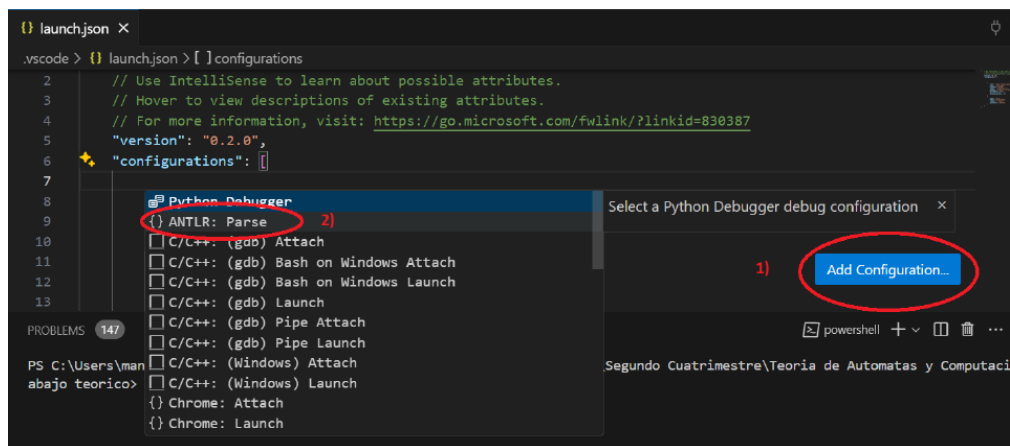 {} launch.json ×
.vscode > {} launch.json > [ ] configurations
2 // Use IntelliSense to learn about possible attributes.
3 // Hover to view descriptions of existing attributes.
4 // For more information, visit: https://go.microsoft.com/fwlink/?linkid=830387
5 "version": "0.2.0",
6 "configurations": [
7
8 Python Debugger
Select a Python Debugger debug configuration ×
9 {} ANTLR: Parse 2)
10 C/C++: (gdb) Attach
11 C/C++: (gdb) Bash on Windows Attach
1) Add Configuration...
12 C/C++: (gdb) Bash on Windows Launch
13 C/C++: (gdb) Launch
C/C++: (gdb) Pipe Attach
C/C++: (gdb) Pipe Launch
C/C++: (Windows) Attach
C/C++: (Windows) Launch
{} Chrome: Attach
{} Chrome: Launch
PROBLEMS 147
powershell
PS C:\Users\man
_Segundo Cuatrimestre\Teoria de Automatas y Computaci
abajo teorico>